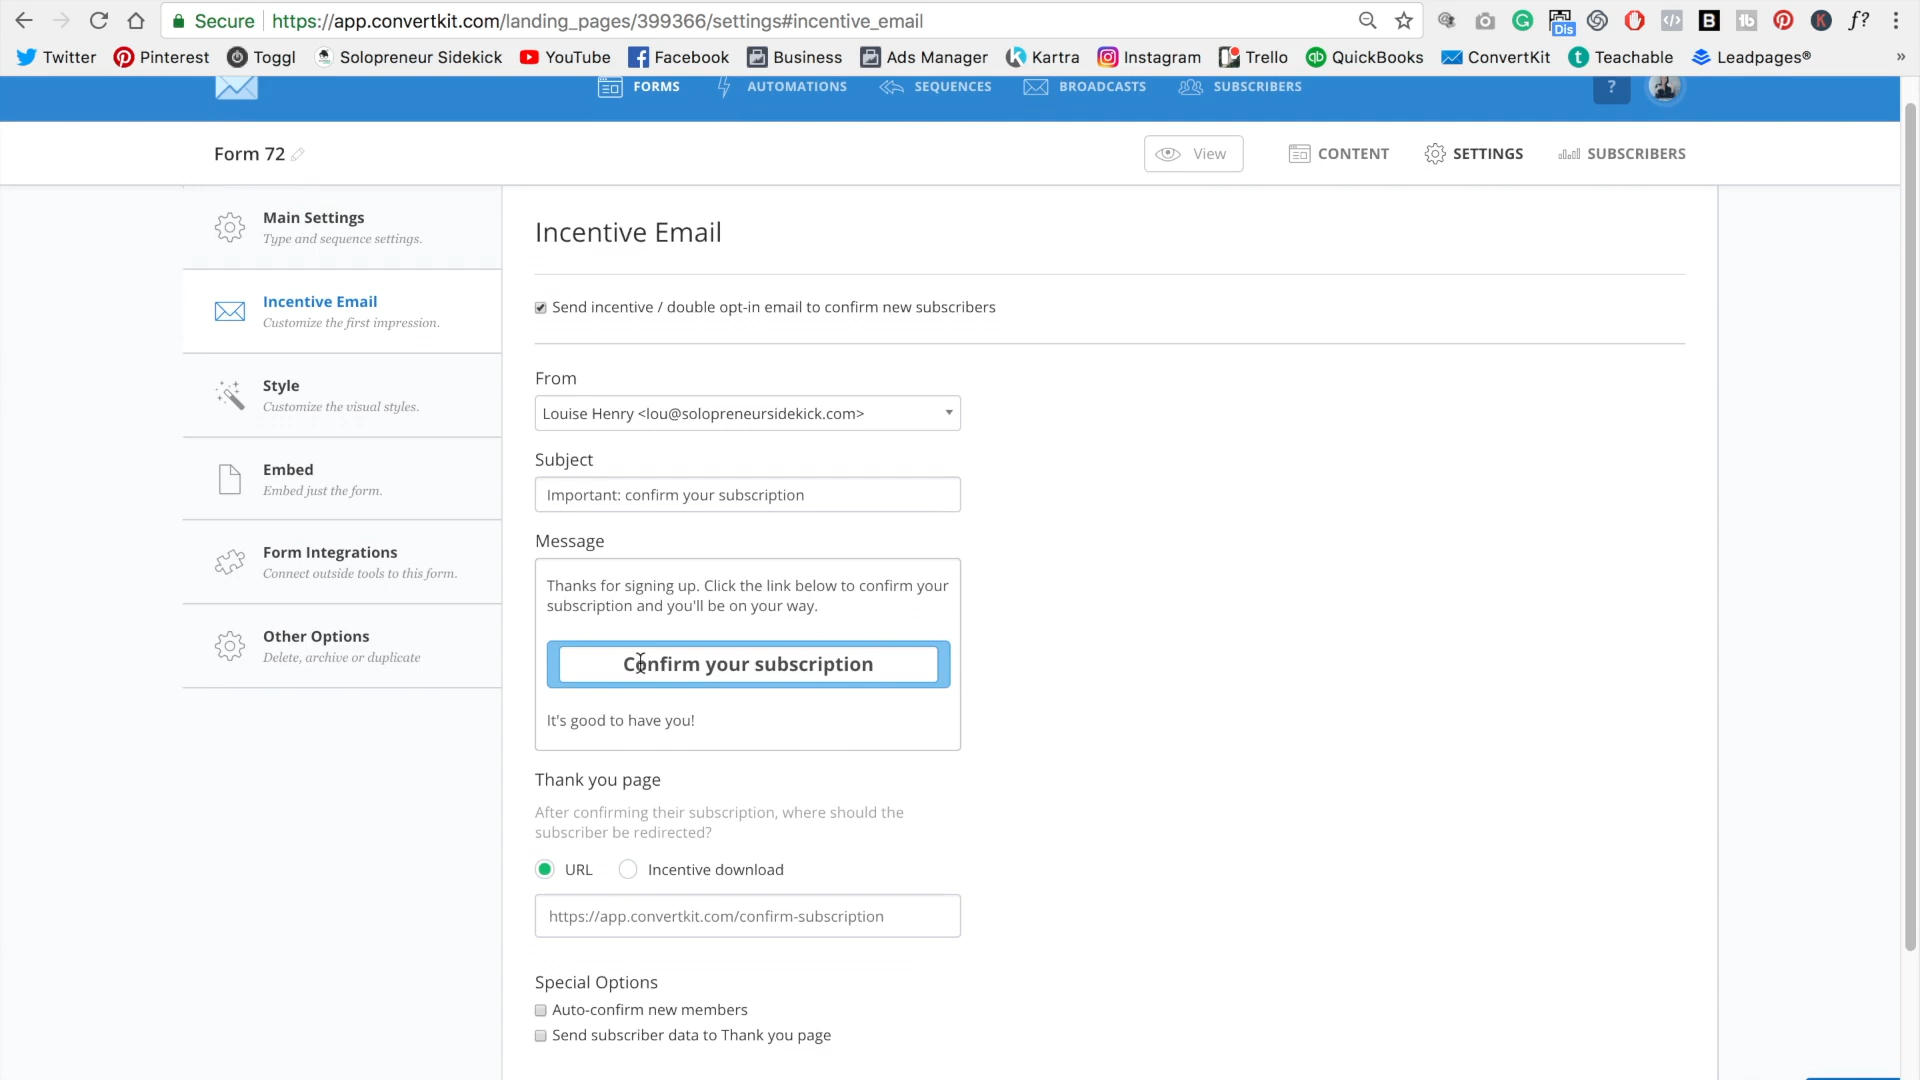 Secure https://app.convertkit.com/landing_pages/399366/settings#incentive_email
Dis
B
K
f?
Twitter
Pinterest
Toggl
Solopreneur Sidekick
YouTube
Facebook
Business
Ads Manager
Kartra
Instagram
Trello
QuickBooks
ConvertKit
Teachable
Leadpages®
»
FORMS
AUTOMATIONS
SEQUENCES
BROADCASTS
SUBSCRIBERS
?
Form 72
View
CONTENT
SETTINGS
SUBSCRIBERS
Main Settings
Type and sequence settings.
Incentive Email
Customize the first impression.
Style
Customize the visual styles.
Embed
Embed just the form.
Form Integrations
Connect outside tools to this form.
Other Options
Delete, archive or duplicate
Incentive Email
Send incentive / double opt-in email to confirm new subscribers
From
Louise Henry <lou@solopreneursidekick.com>
Subject
Important: confirm your subscription
Message
Thanks for signing up. Click the link below to confirm your
subscription and you'll be on your way.
Confirm your subscription
It's good to have you!
Thank you page
After confirming their subscription, where should the
subscriber be redirected?
URL
Incentive download
https://app.convertkit.com/confirm-subscription
Special Options
Auto-confirm new members
Send subscriber data to Thank you page